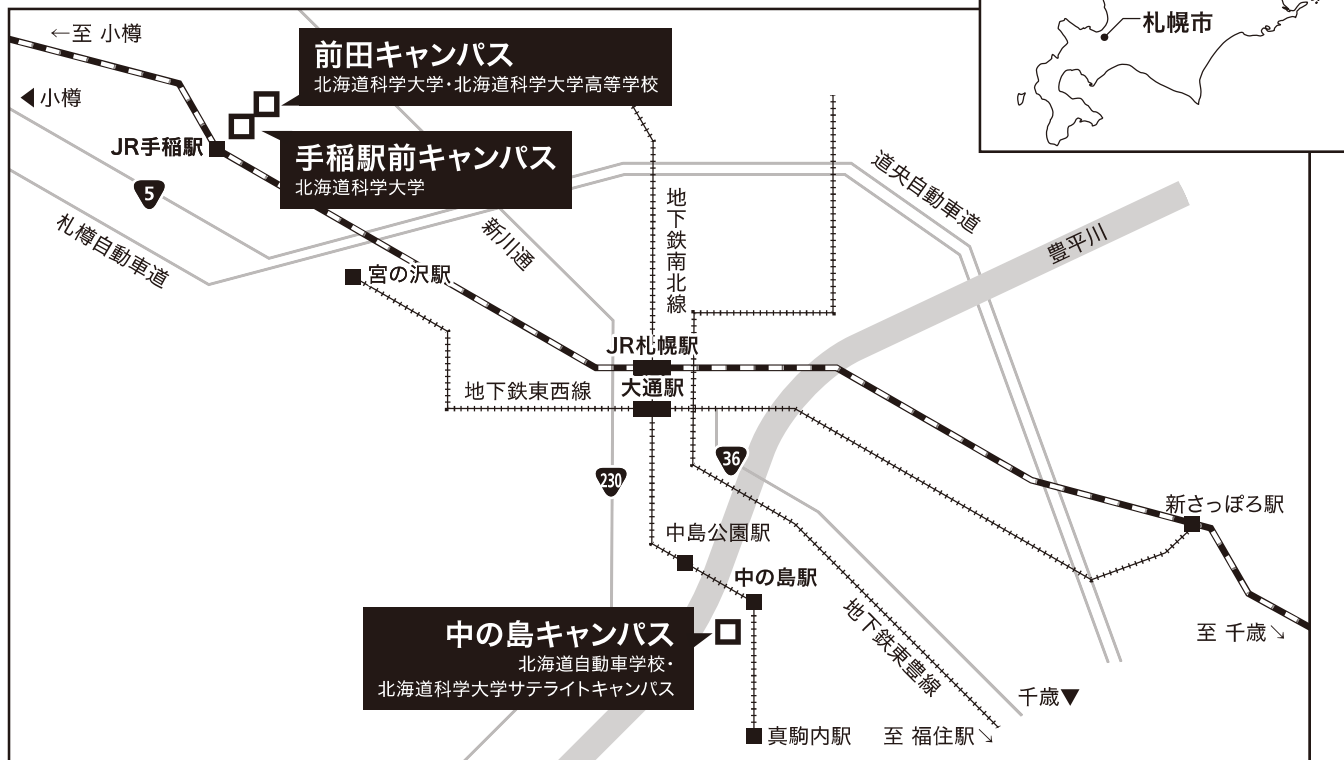 ←至 小樽
◀小樽
前田キャンパス
北海道科学大学・北海道科学大学高等学校
札幌市
JR手稲駅
手稲駅前キャンパス
北海道科学大学
5
札樽自動車道
新川通
地下鉄南北線
道央自動車道
豊平川
宮の沢駅
JR札幌駅
大通駅
地下鉄東西線
36
230
新さっぽろ駅
中島公園駅
中の島駅
中の島キャンパス
北海道自動車学校・
北海道科学大学サテライトキャンパス
地下鉄東豊線
至 千歳↘
千歳▼
真駒内駅
至 福住駅↘